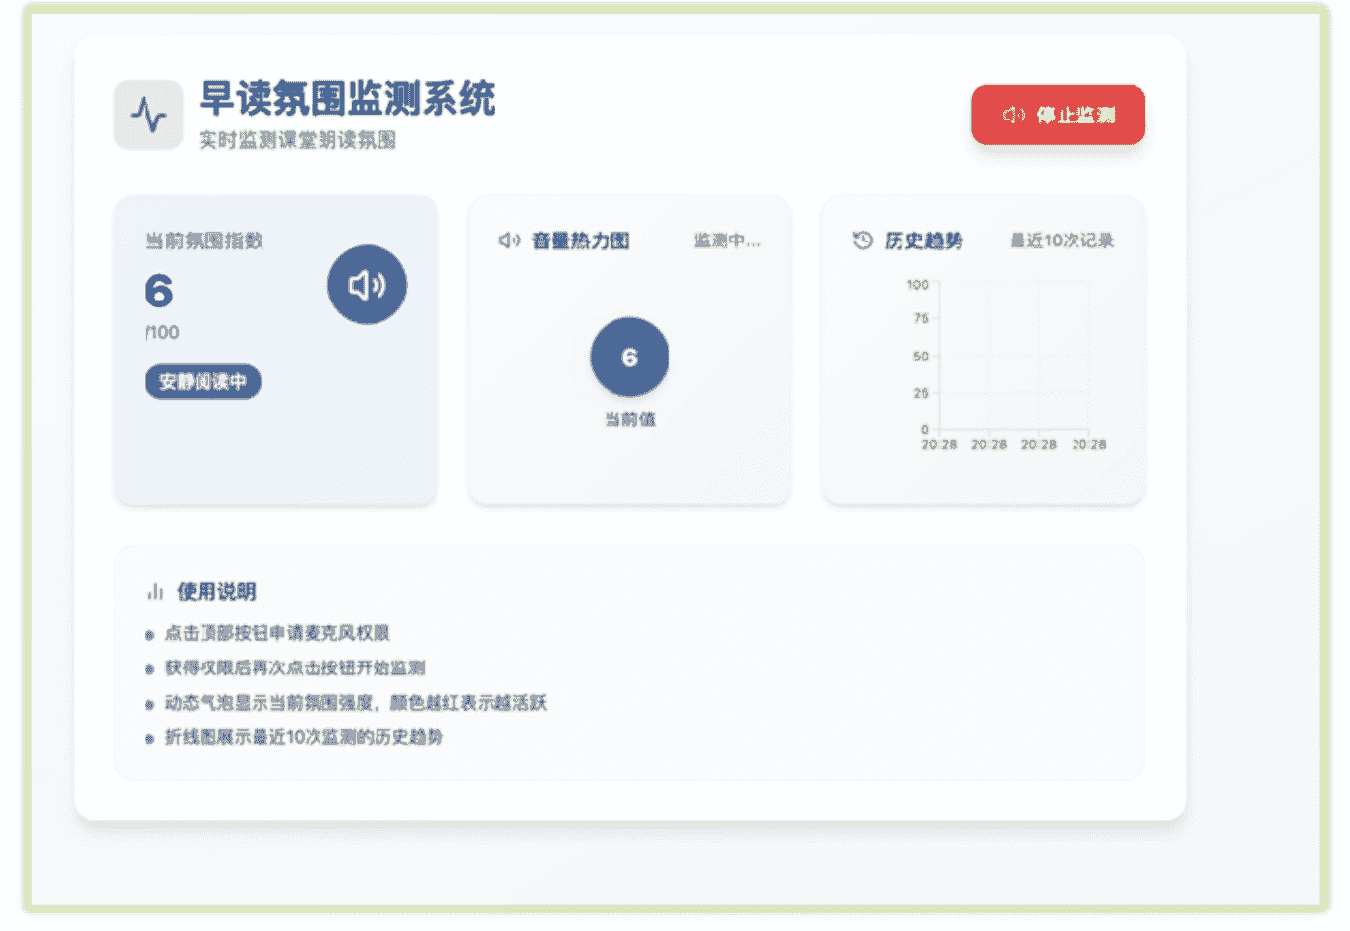 早读氛围监测系统
实时监测课堂朗读氛围
停止监测
当前氛围指数
6
/100
安静阅读中
音量热力图
监测中...
6
当前值
历史趋势
最近10次记录
100
75
50
25
0
20:28 20:28 20:28 20:28
使用说明
点击顶部按钮申请麦克风权限
获得权限后再次点击按钮开始监测
动态气泡显示当前氛围强度，颜色越红表示越活跃
折线图展示最近10次监测的历史趋势